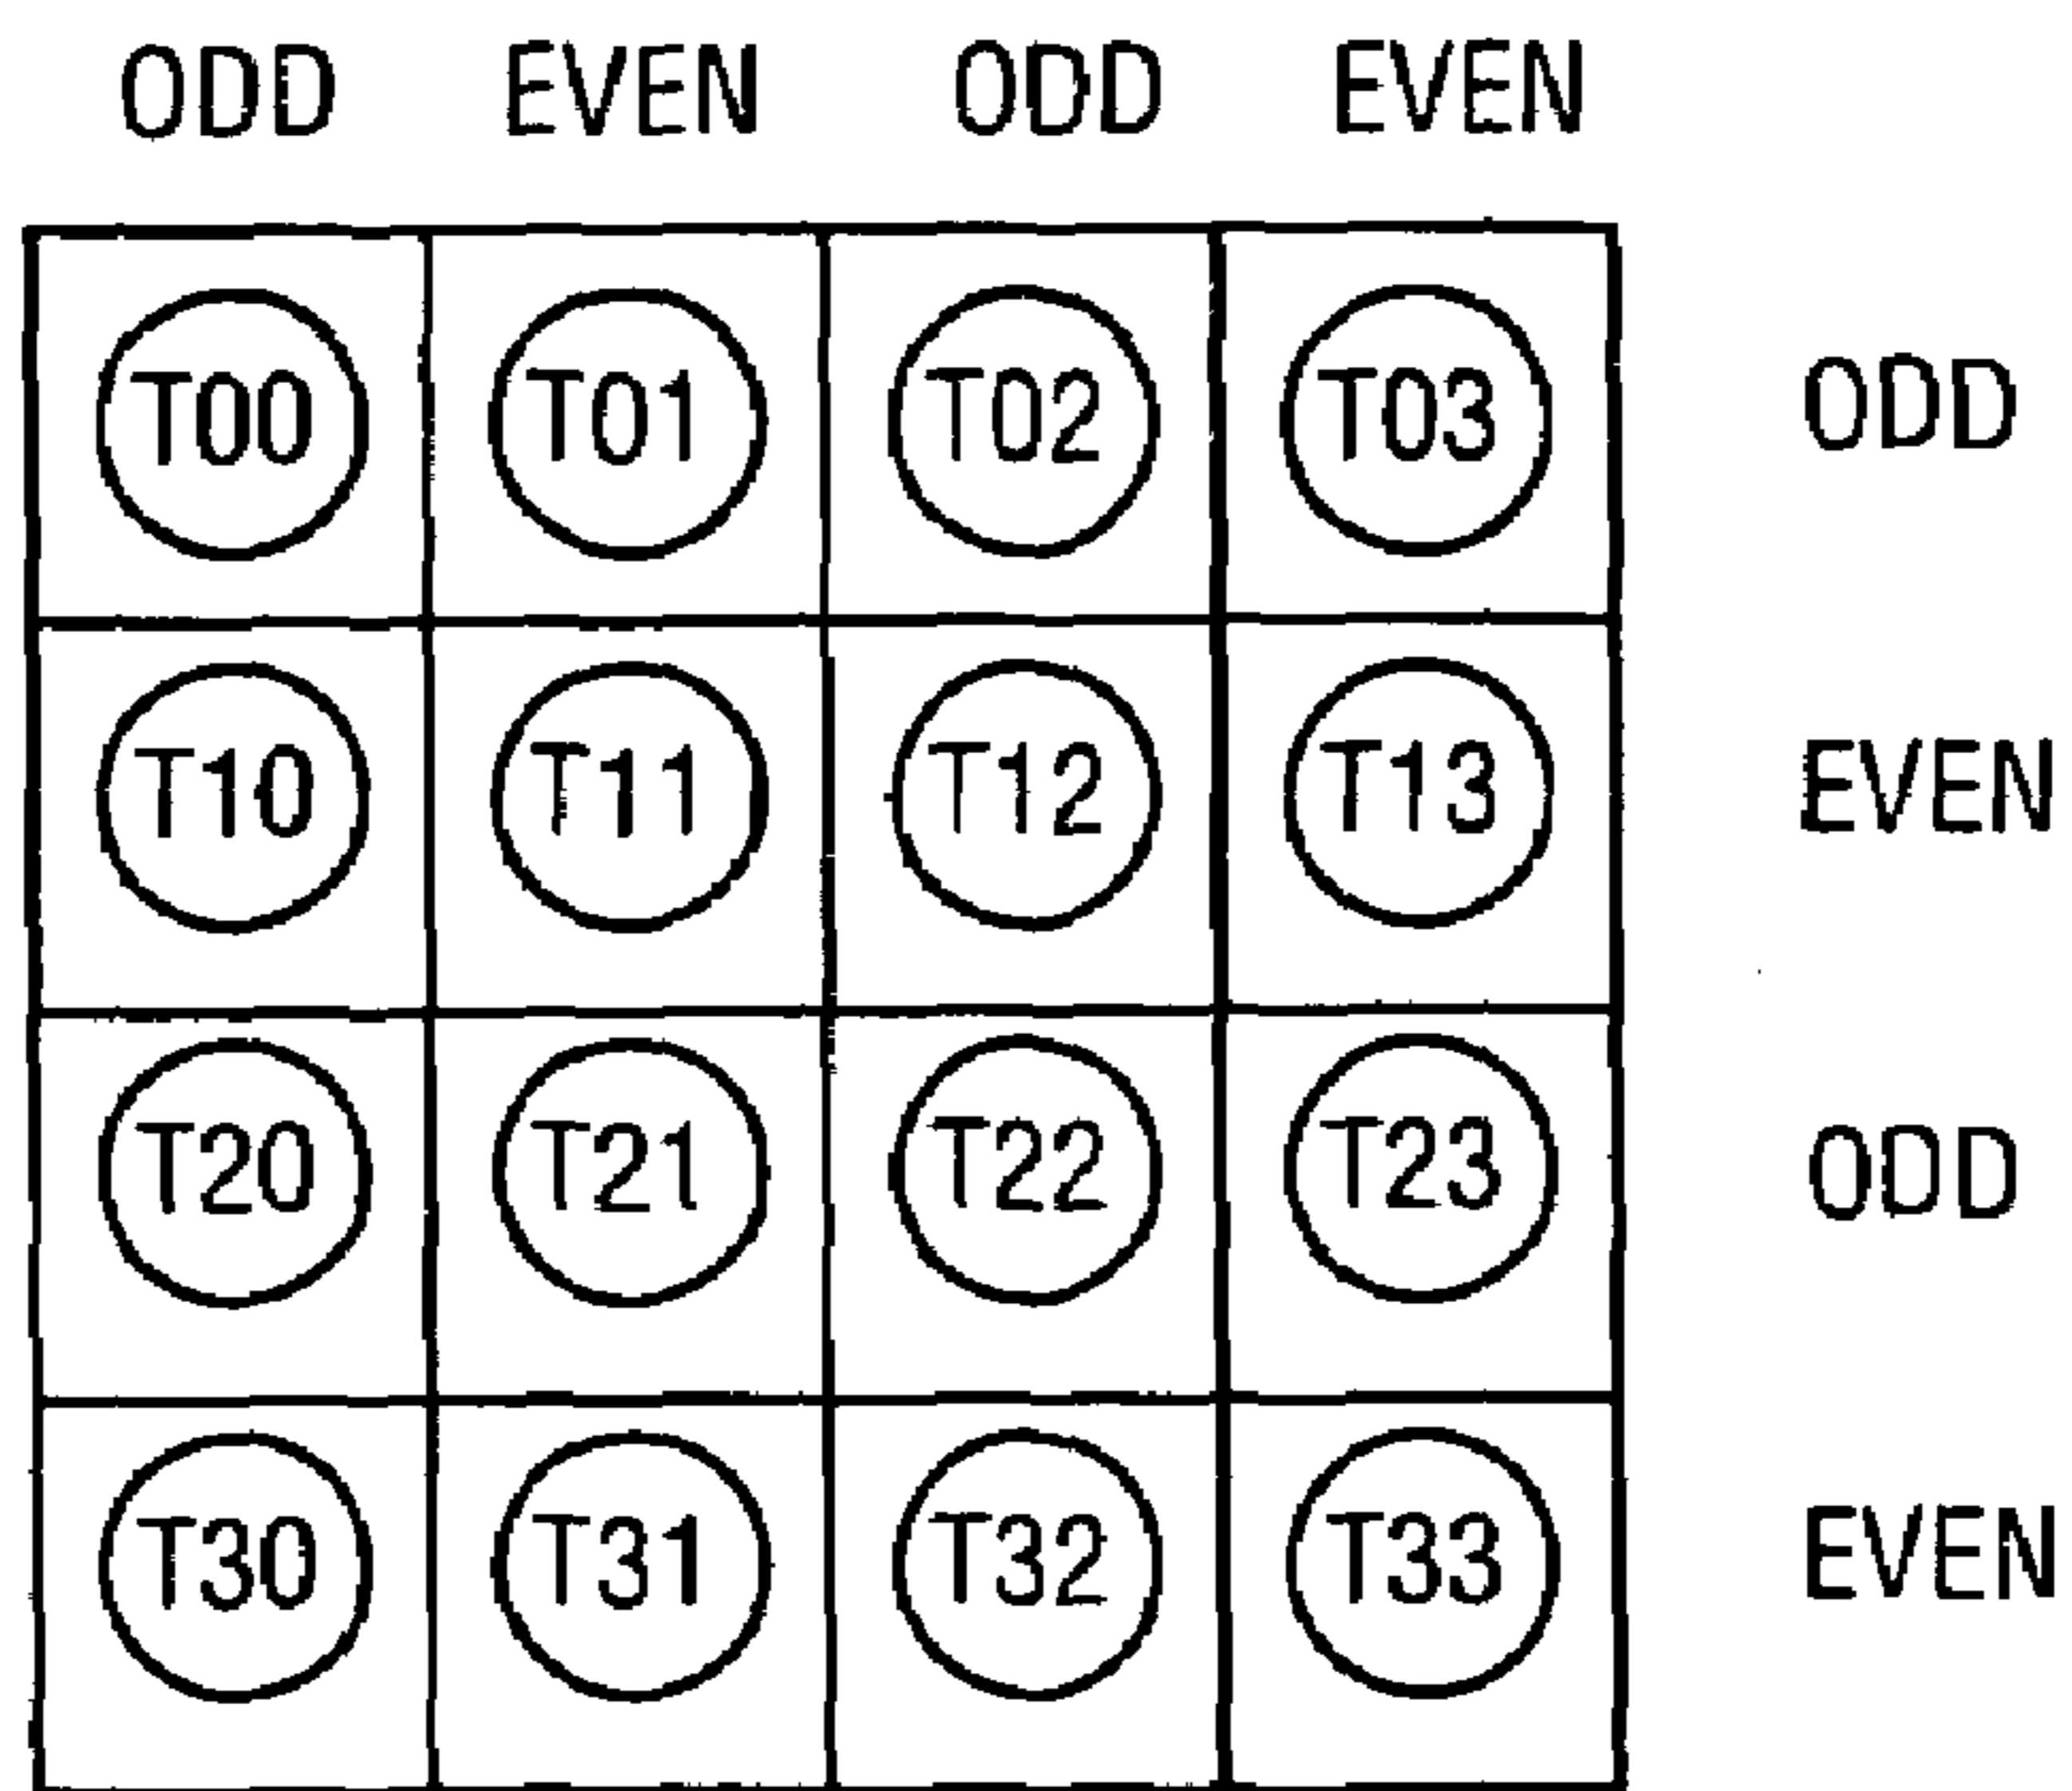 ODD EVEN ODD EVEN
T00 T01 T02 T03 ODD
T10 T11 T12 T13 EVEN
T20 T21 T22 T23 ODD
T30 T31 T32 T33 EVEN